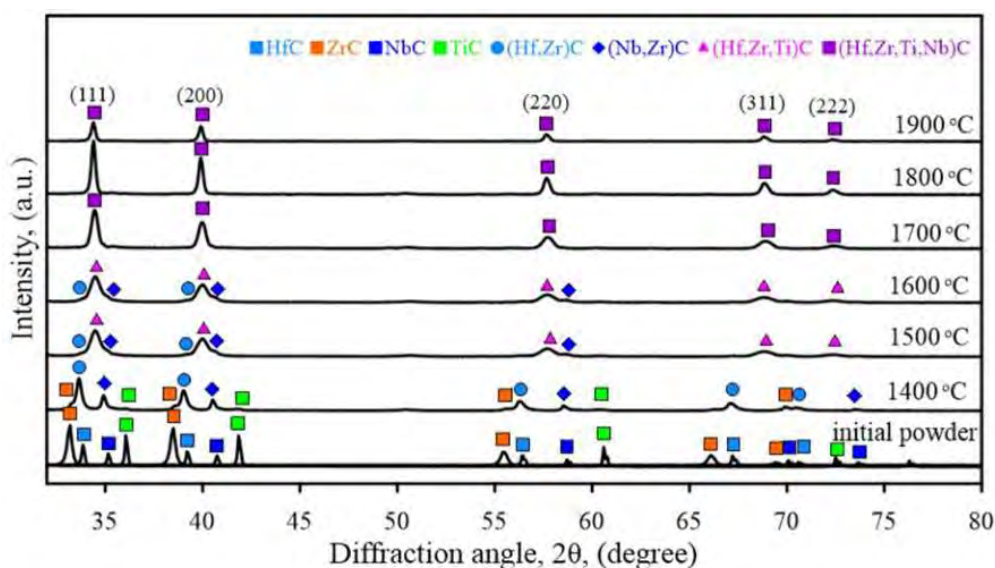 HfC ZrC NbC TiC (Hf,Zr)C (Nb,Zr)C (Hf,Zr,Ti)C (Hf,Zr,Ti,Nb)C
(111) (200) (220) (311) (222)
1900 °C
1800 °C
1700 °C
1600 °C
1500 °C
1400 °C
initial powder
Intensity, (a.u.)
35 40 45 50 55 60 65 70 75 80
Diffraction angle, 2θ, (degree)